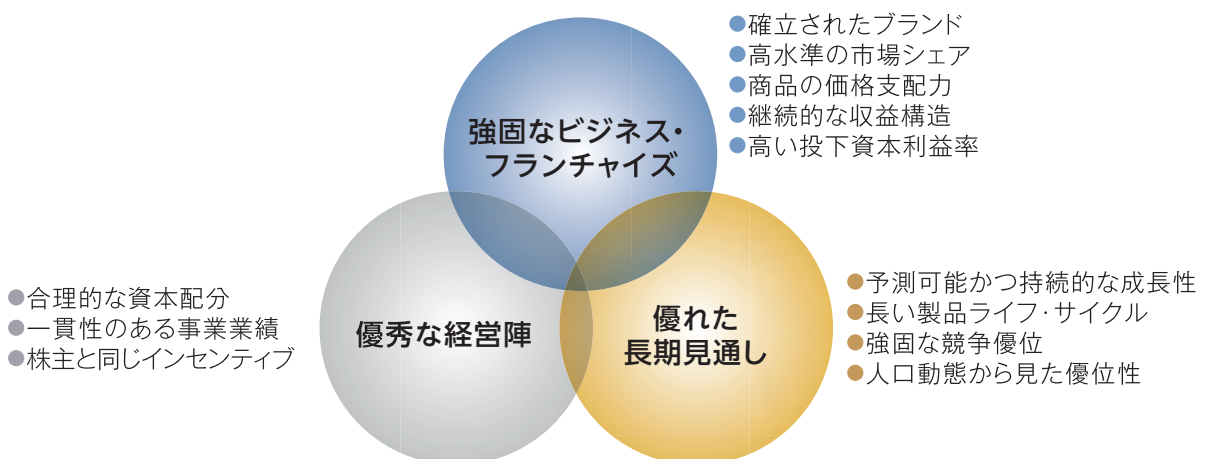 ●確立されたブランド
●高水準の市場シェア
●商品の価格支配力
●継続的な収益構造
●高い投下資本利益率
強固なビジネス・
フランチャイズ
●合理的な資本配分
●一貫性のある事業業績
●株主と同じインセンティブ
優秀な経営陣
優れた
長期見通し
●予測可能かつ持続的な成長性
●長い製品ライフ・サイクル
●強固な競争優位
●人口動態から見た優位性